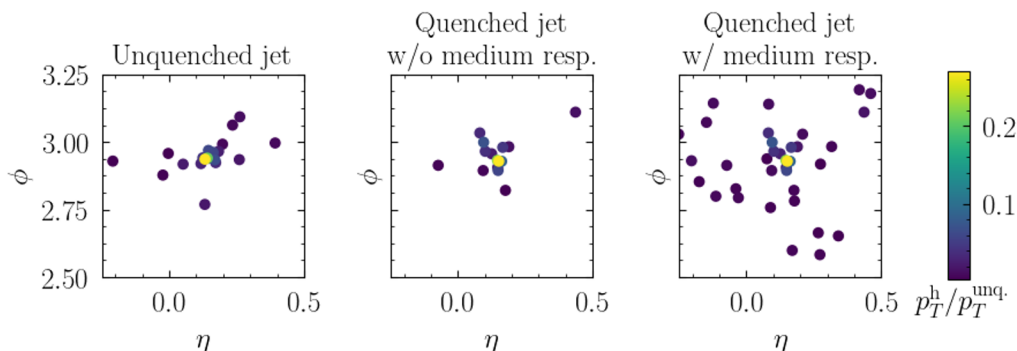 Unquenched jet
Quenched jet
w/o medium resp.
Quenched jet
w/ medium resp.
3.25
3.00
2.75
2.50
ϕ
0.0 0.5
η
ϕ
0.0 0.5
η
ϕ
0.0 0.5
η
0.2
0.1
p_T^h/p_T^unq.